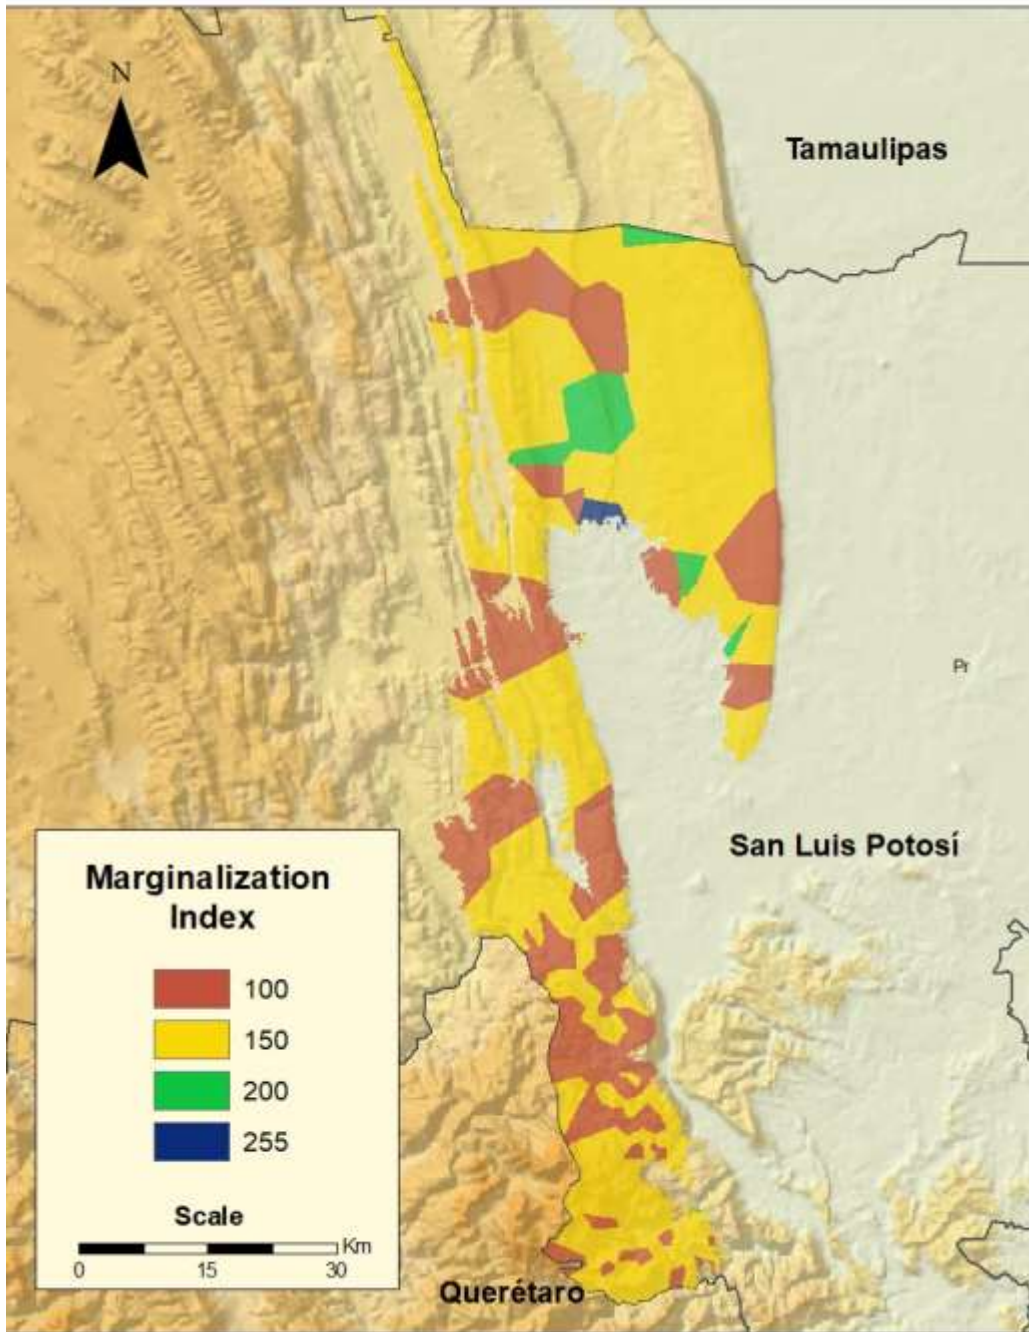 N
Tamaulipas
Pr
San Luis Potosí
Marginalization
Index
100
150
200
255
Scale
Km
0 15 30
Querétaro